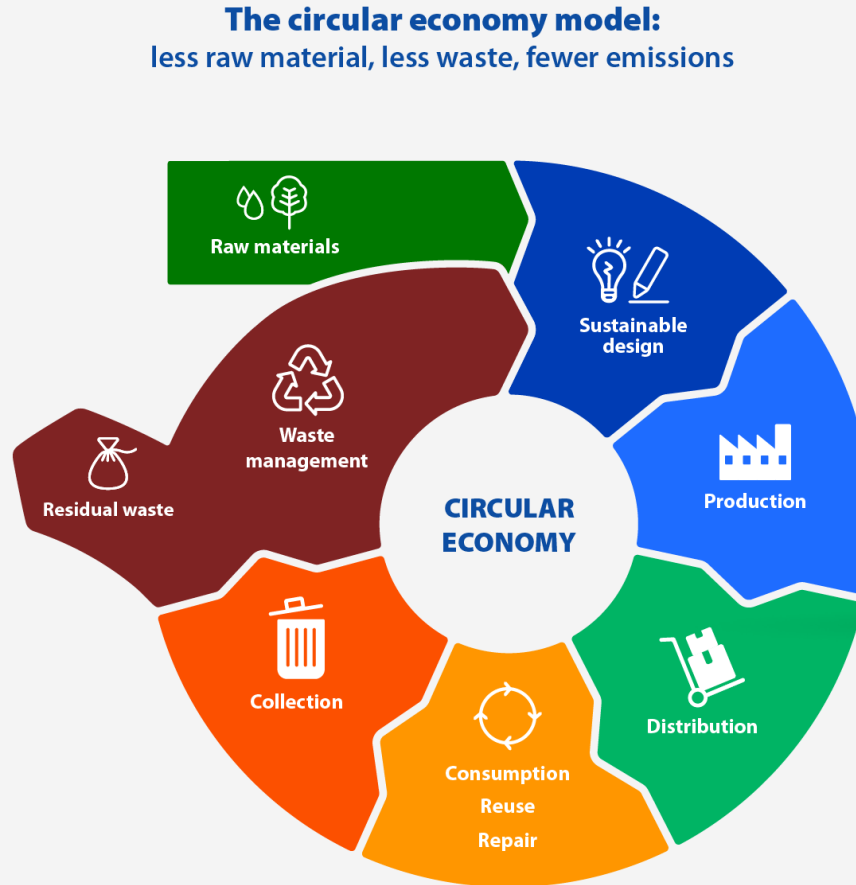 The circular economy model:
less raw material, less waste, fewer emissions
Raw materials
Sustainable
design
Production
Distribution
Consumption
Reuse
Repair
Collection
Waste
management
Residual waste
CIRCULAR
ECONOMY